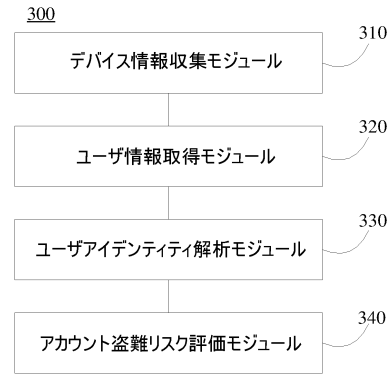 300
デバイス情報収集モジュール
310
ユーザ情報取得モジュール
320
ユーザアイデンティティ解析モジュール
330
アカウント盗難リスク評価モジュール
340